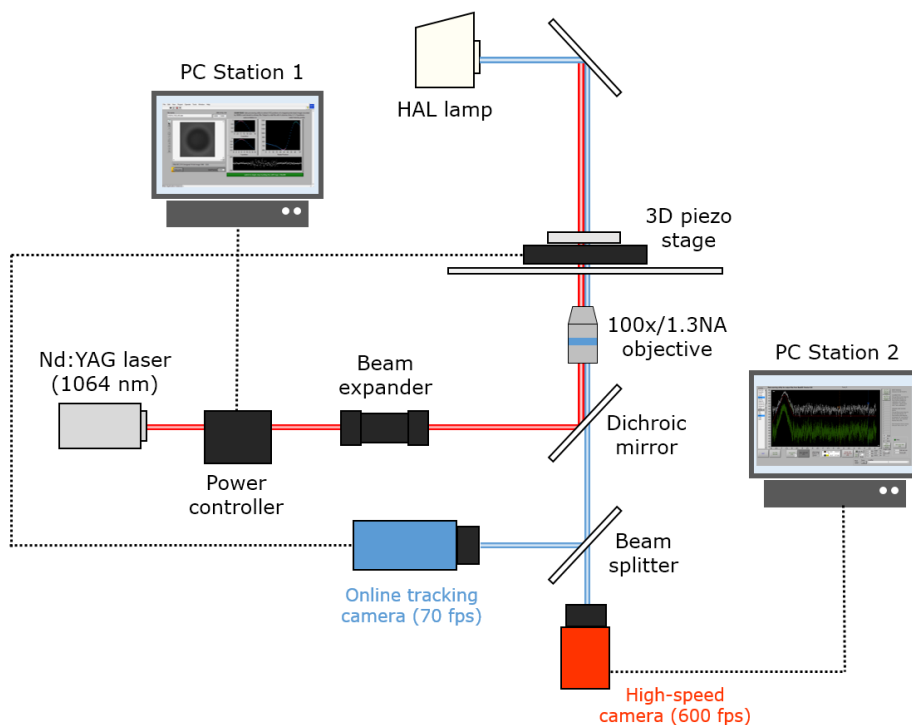 PC Station 1
HAL lamp
3D piezo
stage
100x/1.3NA
objective
Nd:YAG laser
(1064 nm)
Beam
expander
PC Station 2
Dichroic
mirror
Power
controller
Beam
splitter
Online tracking
camera (70 fps)
High-speed
camera (600 fps)